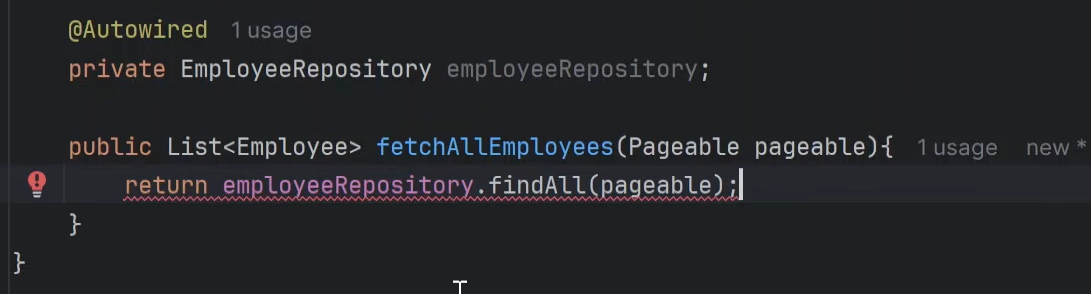 @Autowired 1 usage
private EmployeeRepository employeeRepository;
public List<Employee> fetchAllEmployees(Pageable pageable){ 1 usage new *
return employeeRepository.findAll(pageable);
}
}